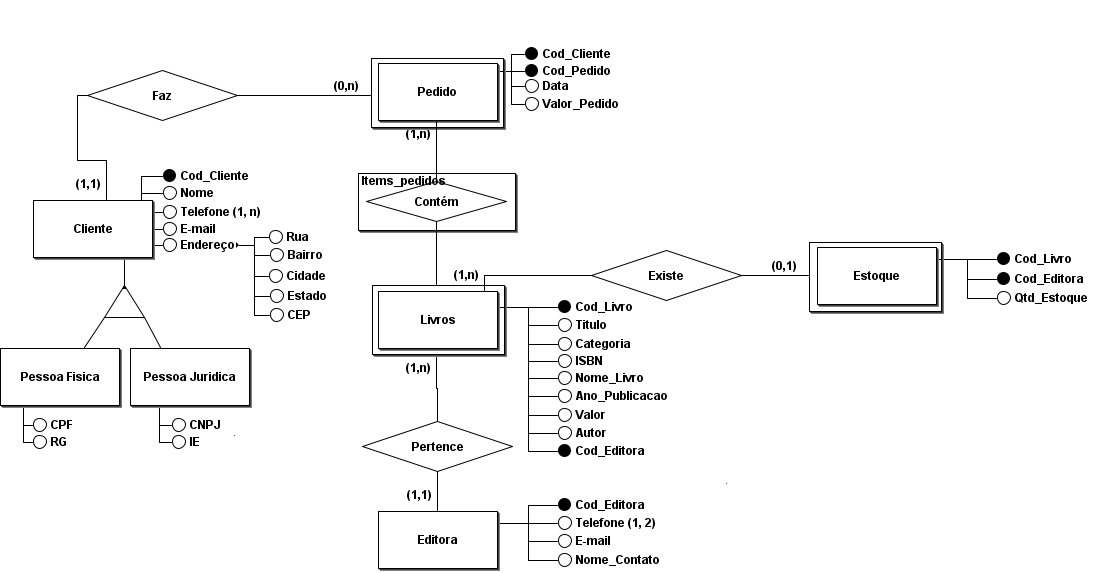 Cod_Cliente
Cod_Pedido
Data
Valor_Pedido
Pedido
(0,n)
Faz
(1,n)
(1,1)
Cod_Cliente
Nome
Telefone (1, n)
E-mail
Endereço
Cliente
Rua
Bairro
Cidade
Estado
CEP
Items_pedidos
Contém
(1,n)
Existe
(0,1)
Estoque
Cod_Livro
Cod_Editora
Qtd_Estoque
Livros
Cod_Livro
Titulo
Categoria
ISBN
Nome_Livro
Ano_Publicacao
Valor
Autor
Cod_Editora
Pessoa Fisica
Pessoa Juridica
CPF
RG
CNPJ
IE
(1,n)
Pertence
(1,1)
Editora
Cod_Editora
Telefone (1, 2)
E-mail
Nome_Contato